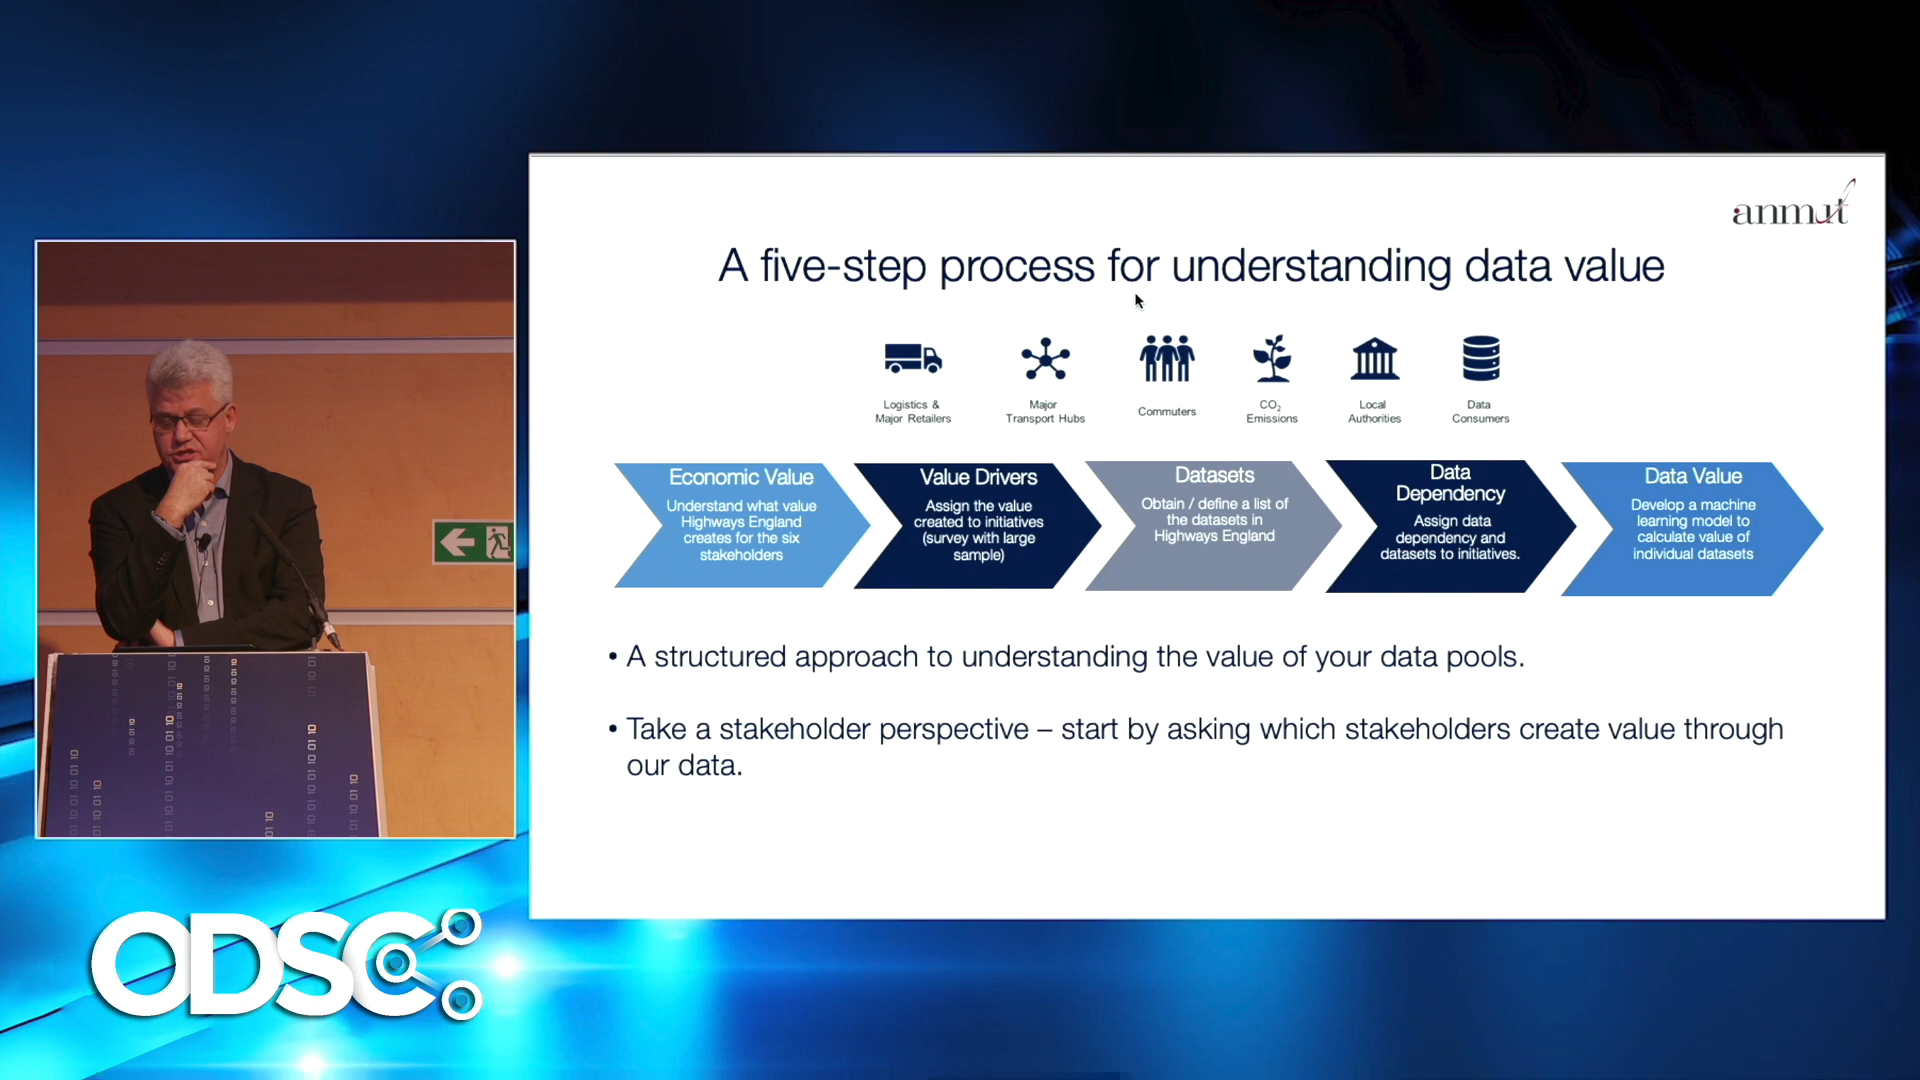 anmut
A five-step process for understanding data value
Logistics &
Major Retailers
Major
Transport Hubs
Commuters
CO₂
Emissions
Local
Authorities
Data
Consumers
Economic Value
Understand what value
Highways England
creates for the six
stakeholders
Value Drivers
Assign the value
created to initiatives
(survey with large
sample)
Datasets
Obtain / define a list of
the datasets in
Highways England
Data
Dependency
Assign data
dependency and
datasets to initiatives.
Data Value
Develop a machine
learning model to
calculate value of
individual datasets
• A structured approach to understanding the value of your data pools.
• Take a stakeholder perspective – start by asking which stakeholders create value through
our data.
ODSC